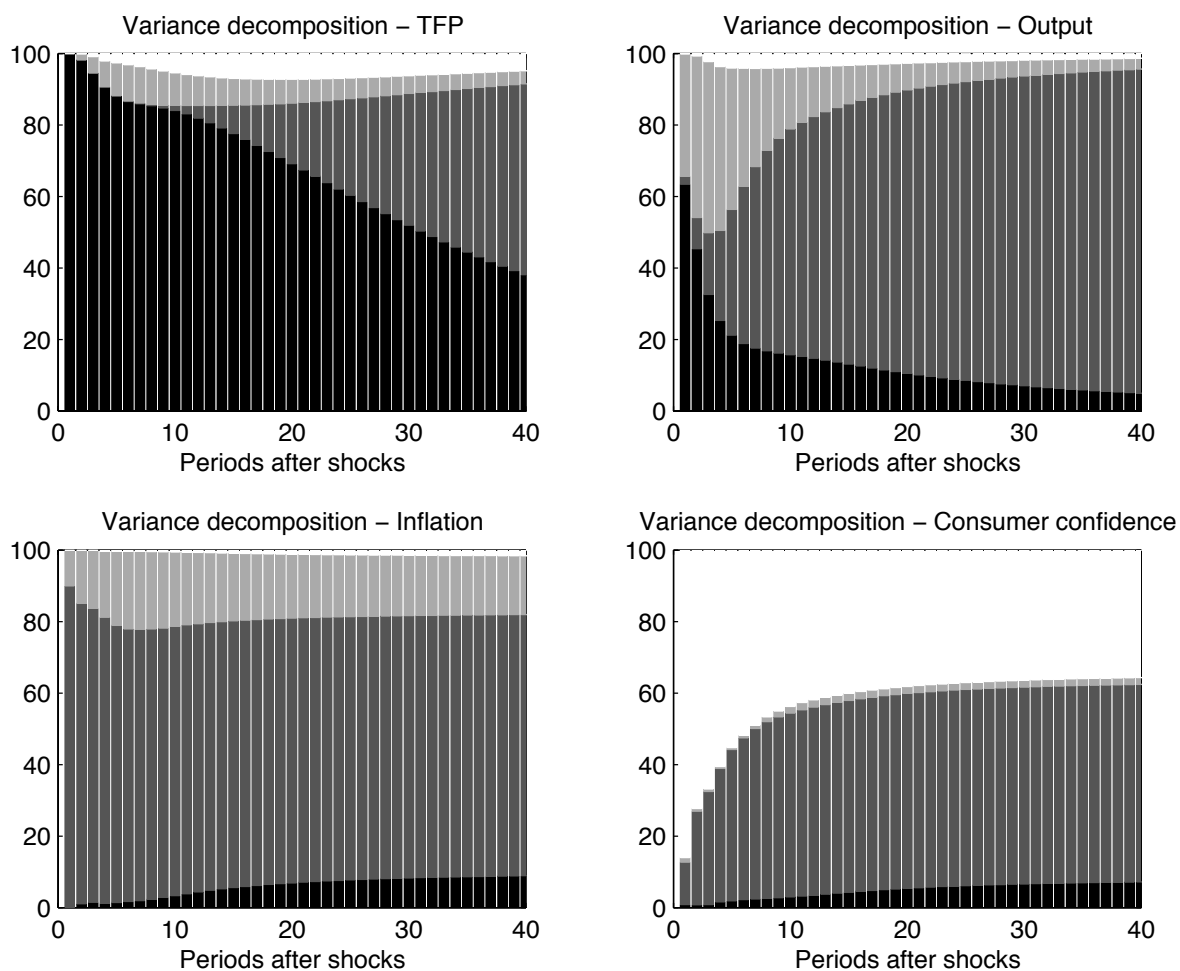 Variance decomposition – TFP
100
80
60
40
20
0
0 10 20 30 40
Periods after shocks
Variance decomposition – Output
100
80
60
40
20
0
0 10 20 30 40
Periods after shocks
Variance decomposition – Inflation
100
80
60
40
20
0
0 10 20 30 40
Periods after shocks
Variance decomposition – Consumer confidence
100
80
60
40
20
0
0 10 20 30 40
Periods after shocks